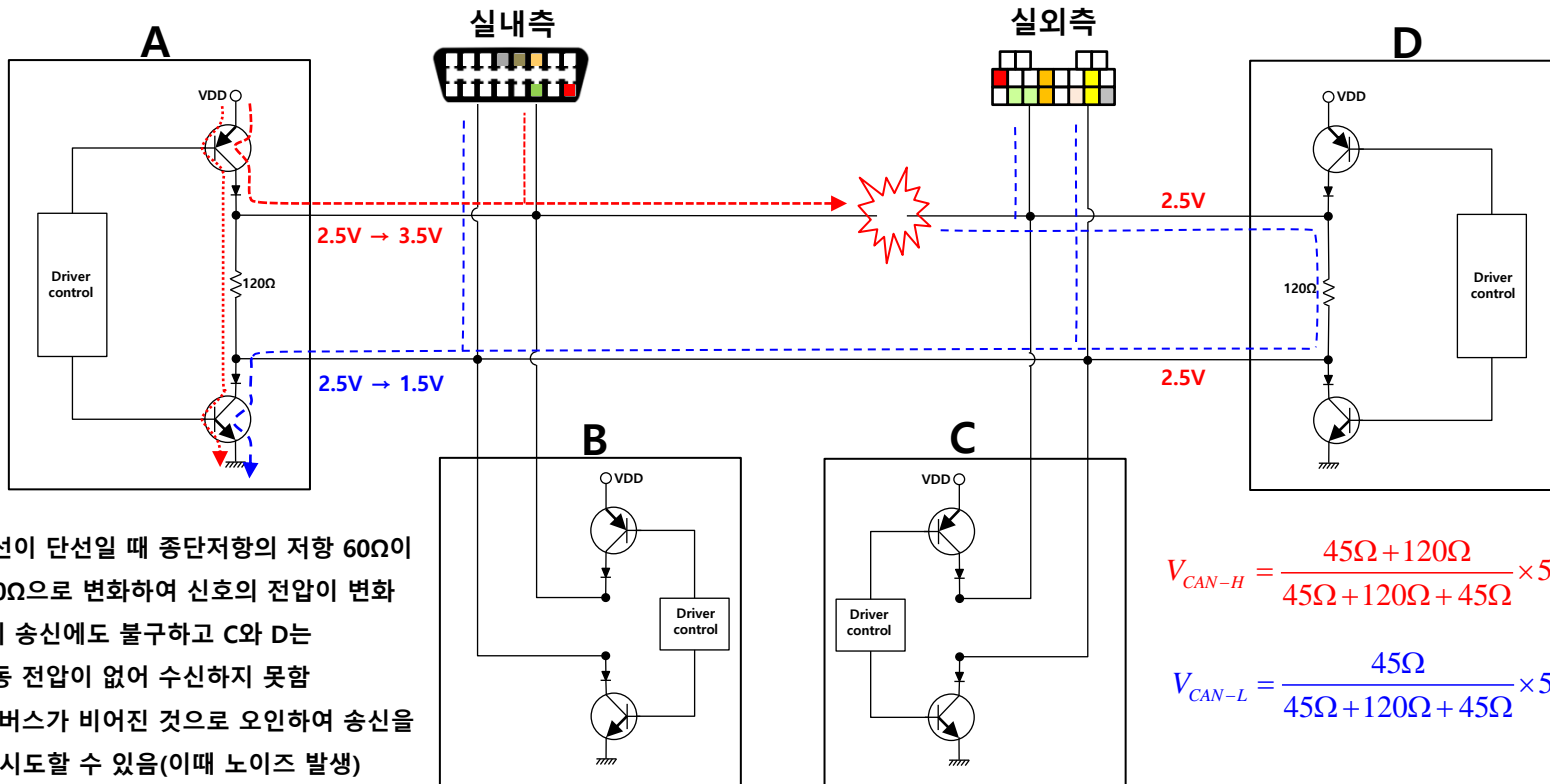 실내측
실외측
A
D
VDD
VDD
2.5V → 3.5V
2.5V
Driver
control
120Ω
120Ω
Driver
control
2.5V → 1.5V
2.5V
B
C
VDD
VDD
Driver
control
Driver
control
선이 단선일 때 종단저항의 저항 60Ω이
0Ω으로 변화하여 신호의 전압이 변화
송신에도 불구하고 C와 D는
전압이 없어 수신하지 못함
버스가 비어진 것으로 오인하여 송신을
시도할 수 있음(이때 노이즈 발생)
V_{CAN-H} = \frac{45Ω+120Ω}{45Ω+120Ω+45Ω} ×5
V_{CAN-L} = \frac{45Ω}{45Ω+120Ω+45Ω} ×5